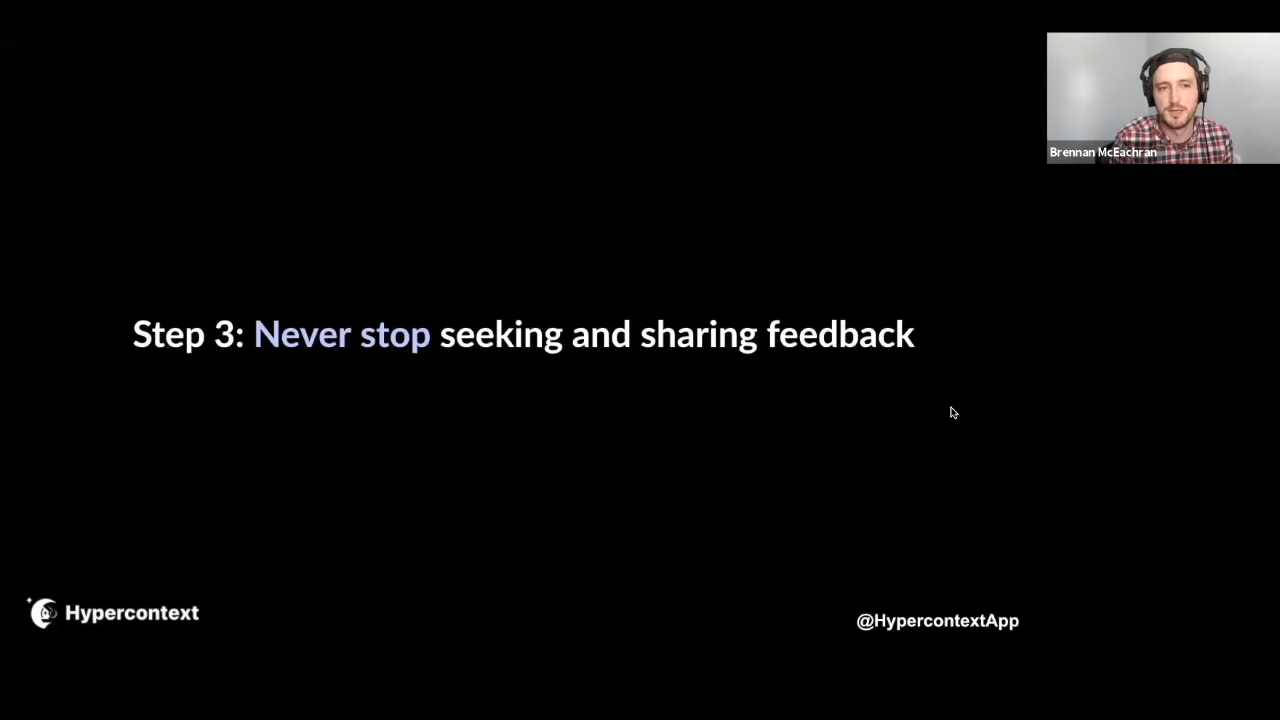 Brennan McEachran
Step 3: Never stop seeking and sharing feedback
Hypercontext
@HypercontextApp